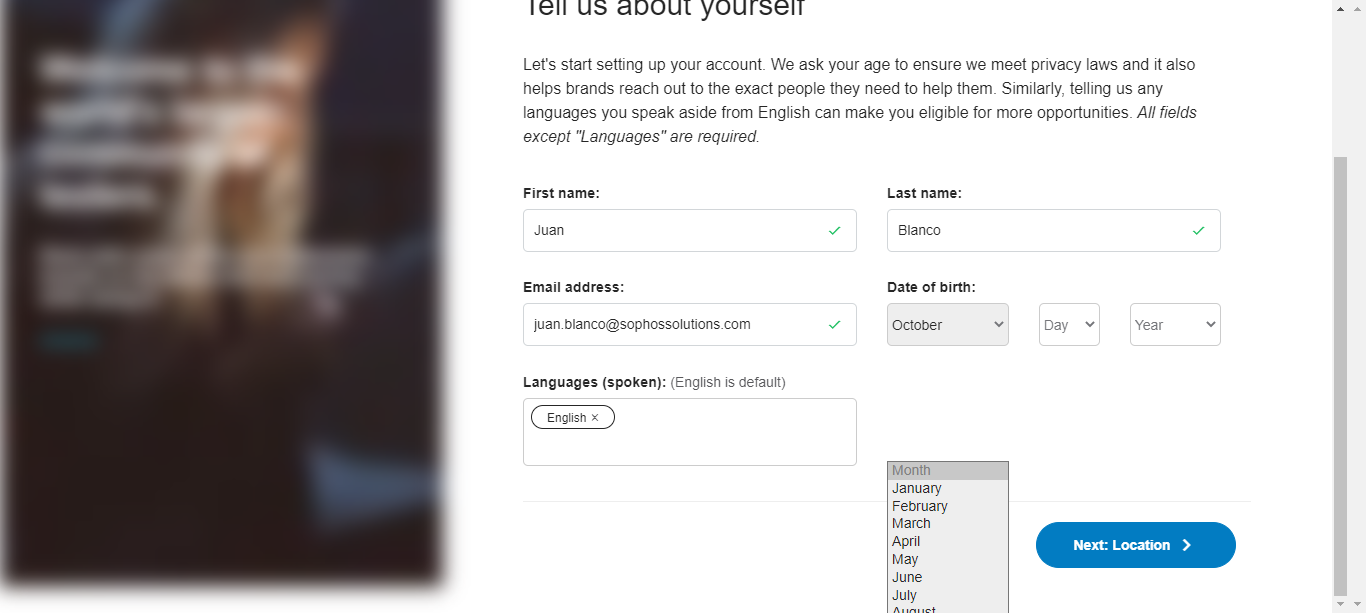 Tell us about yourself
Let's start setting up your account. We ask your age to ensure we meet privacy laws and it also
helps brands reach out to the exact people they need to help them. Similarly, telling us any
languages you speak aside from English can make you eligible for more opportunities. All fields
except "Languages" are required.
First name:
Last name:
Juan
Blanco
Email address:
Date of birth:
juan.blanco@sophossolutions.com
October
Day
Year
Languages (spoken): (English is default)
English ×
Month
January
February
March
April
May
June
July
August
Next: Location